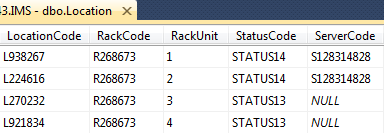 43.IMS - dbo.Location ×
LocationCode RackCode RackUnit StatusCode ServerCode
L938267 R268673 1 STATUS14 S128314828
L224616 R268673 2 STATUS14 S128314828
L270232 R268673 3 STATUS13 NULL
L921834 R268673 4 STATUS13 NULL